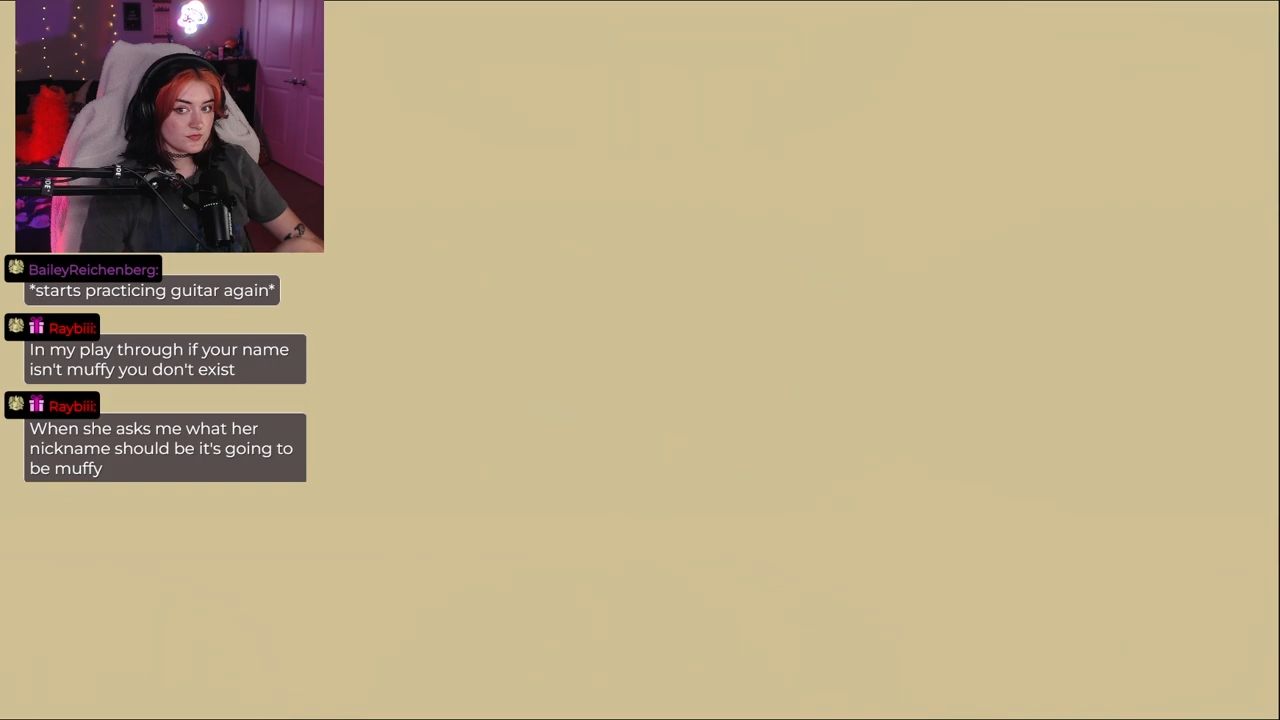 BaileyReichenberg:
*starts practicing guitar again*
Raybiii:
In my play through if your name
isn't muffy you don't exist
Raybiii:
When she asks me what her
nickname should be it's going to
be muffy